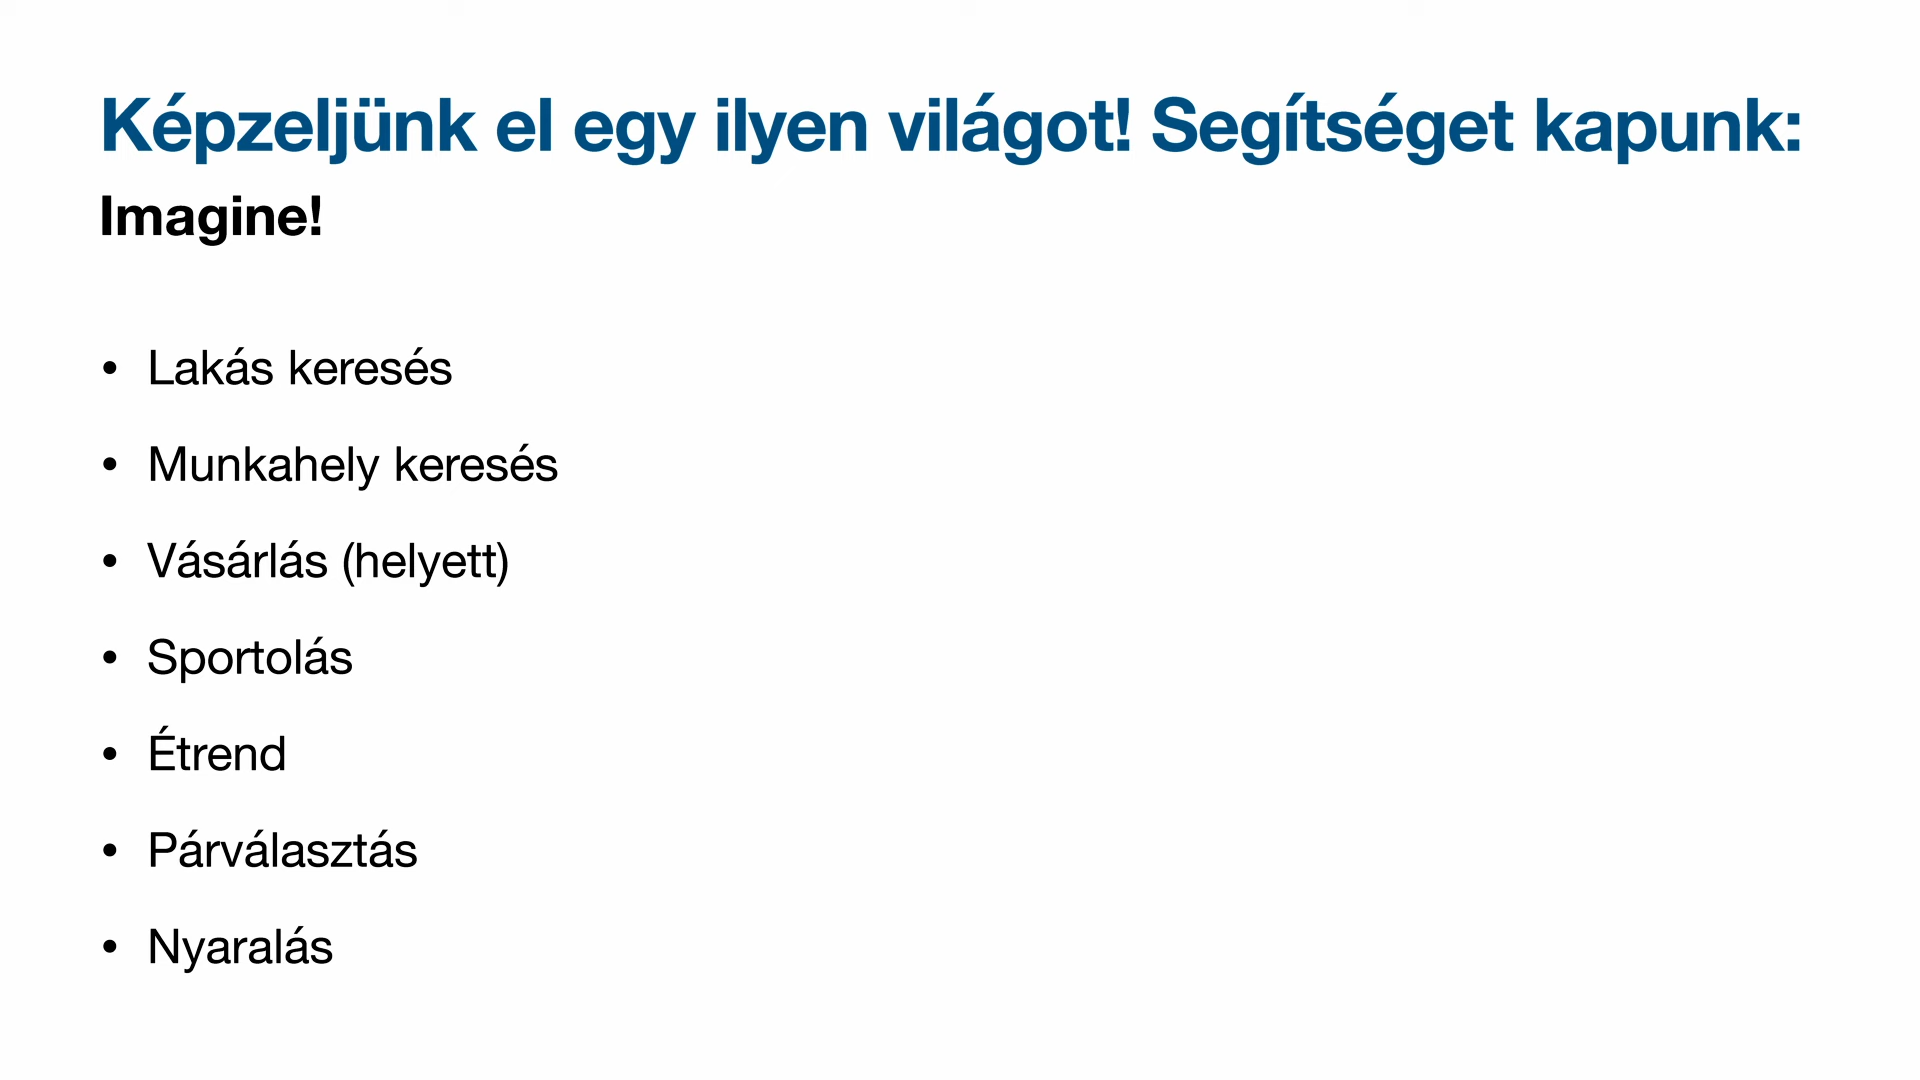 Képzeljünk el egy ilyen világot! Segítséget kapunk:
Imagine!
• Lakás keresés
• Munkahely keresés
• Vásárlás (helyett)
• Sportolás
• Étrend
• Párválasztás
• Nyaralás